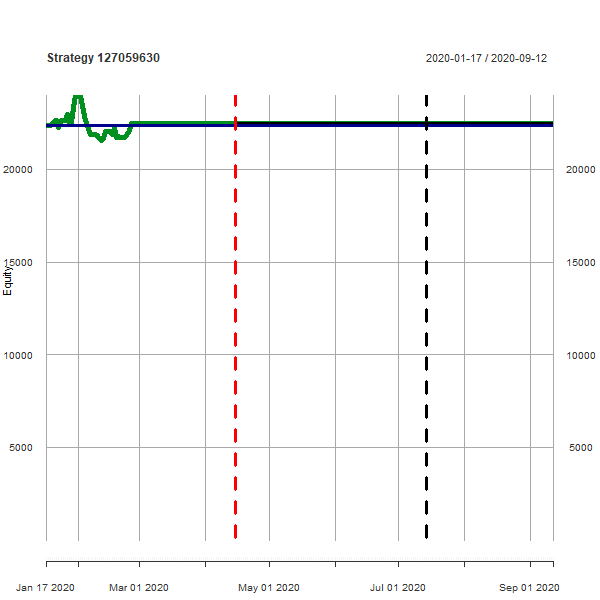 Strategy 127059630
2020-01-17 / 2020-09-12
20000 20000
15000 15000
Equity
10000 10000
5000 5000
Jan 17 2020 Mar 01 2020 May 01 2020 Jul 01 2020 Sep 01 2020